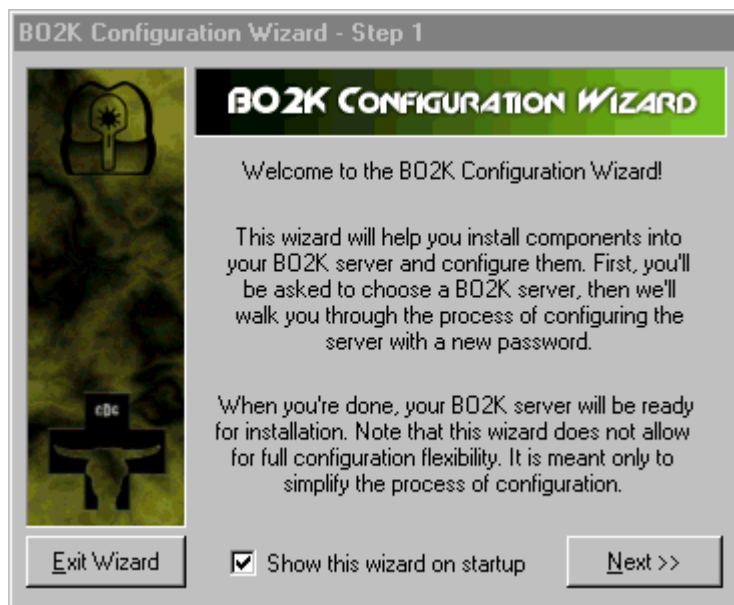 BO2K Configuration Wizard - Step 1
BO2K CONFIGURATION WIZARD
Welcome to the BO2K Configuration Wizard!
This wizard will help you install components into
your BO2K server and configure them. First, you'll
be asked to choose a BO2K server, then we'll
walk you through the process of configuring the
server with a new password.
cDc
When you're done, your BO2K server will be ready
for installation. Note that this wizard does not allow
for full configuration flexibility. It is meant only to
simplify the process of configuration.
Exit Wizard
Show this wizard on startup
Next >>